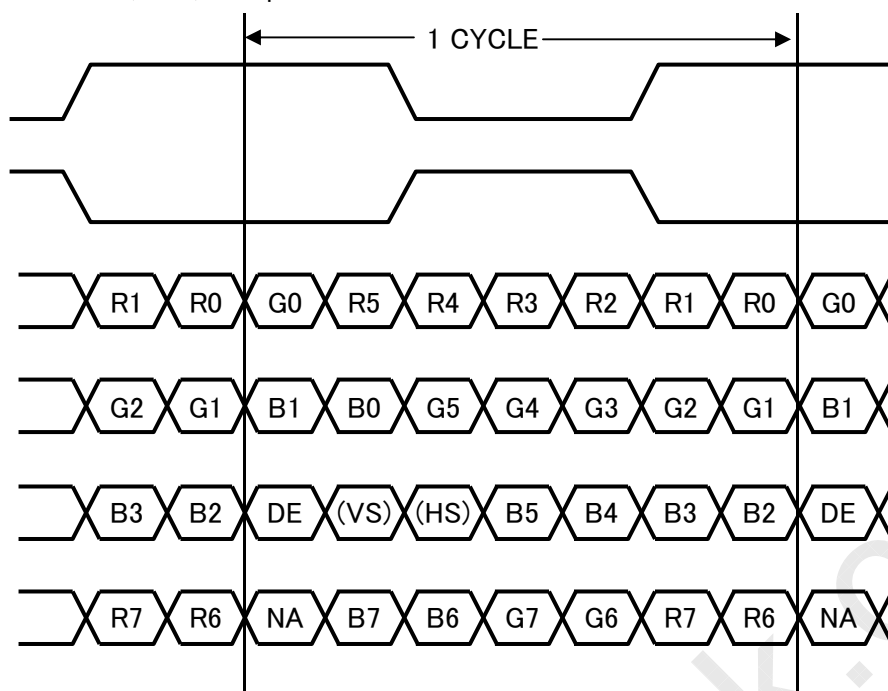 1 CYCLE
R1 R0 G0 R5 R4 R3 R2 R1 R0 G0
G2 G1 B1 B0 G5 G4 G3 G2 G1 B1
B3 B2 DE (VS) (HS) B5 B4 B3 B2 DE
R7 R6 NA B7 B6 G7 G6 R7 R6 NA